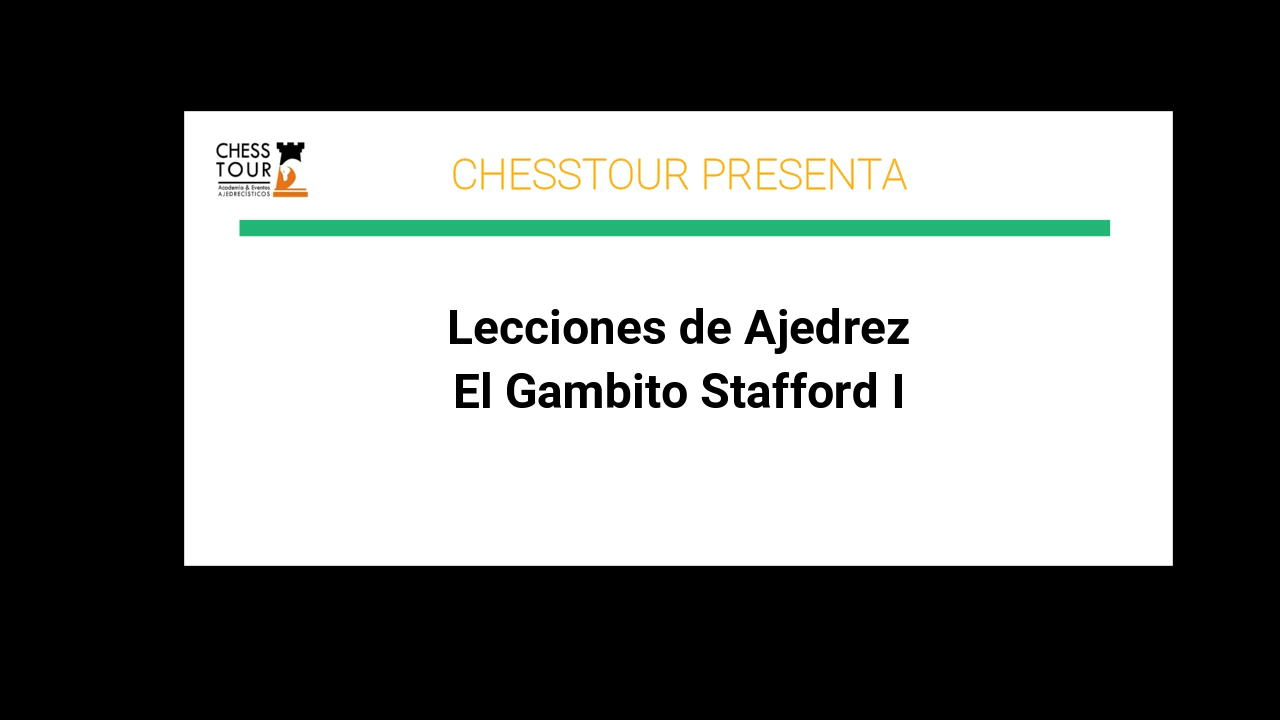 CHESS
TOUR
Academia & Eventos
AJEDRECÍSTICOS
CHESSTOUR PRESENTA
Lecciones de Ajedrez
El Gambito Stafford I